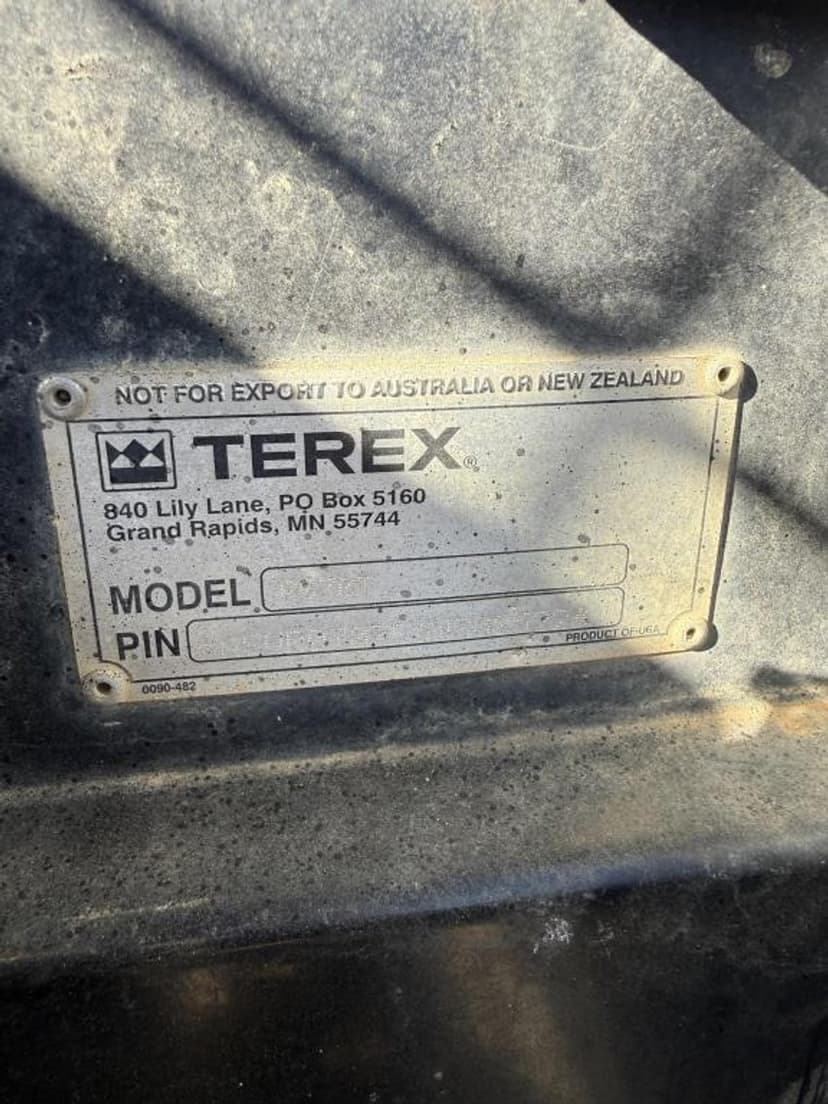 NOT FOR EXPORT TO AUSTRALIA OR NEW ZEALAND
TEREX®
840 Lily Lane, PO Box 5160
Grand Rapids, MN 55744
MODEL
PIN
PRODUCT OF USA
0090-482